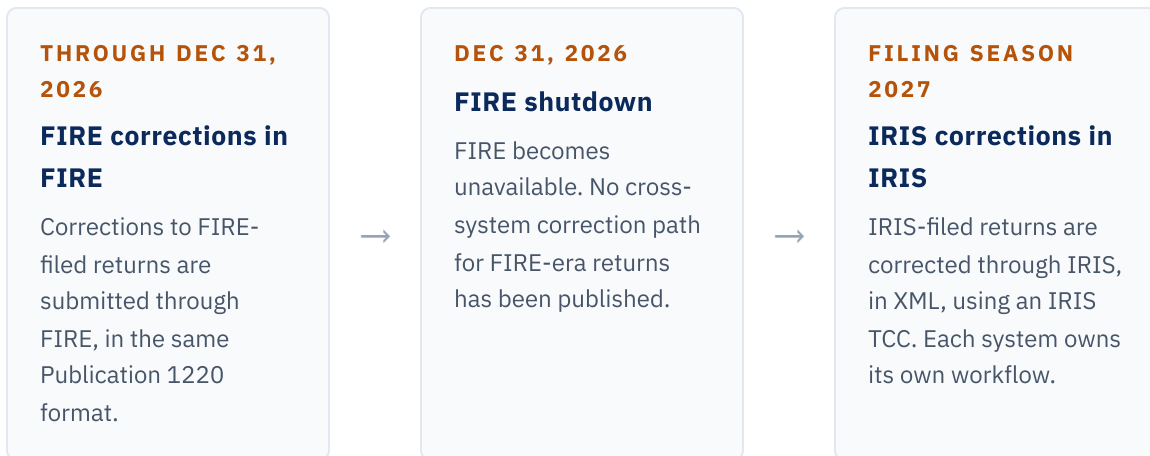 THROUGH DEC 31,
2026
FIRE corrections in
FIRE
Corrections to FIRE-
filed returns are
submitted through
FIRE, in the same
Publication 1220
format.
→
DEC 31, 2026
FIRE shutdown
FIRE becomes
unavailable. No cross-
system correction path
for FIRE-era returns
has been published.
→
FILING SEASON
2027
IRIS corrections in
IRIS
IRIS-filed returns are
corrected through IRIS,
in XML, using an IRIS
TCC. Each system owns
its own workflow.